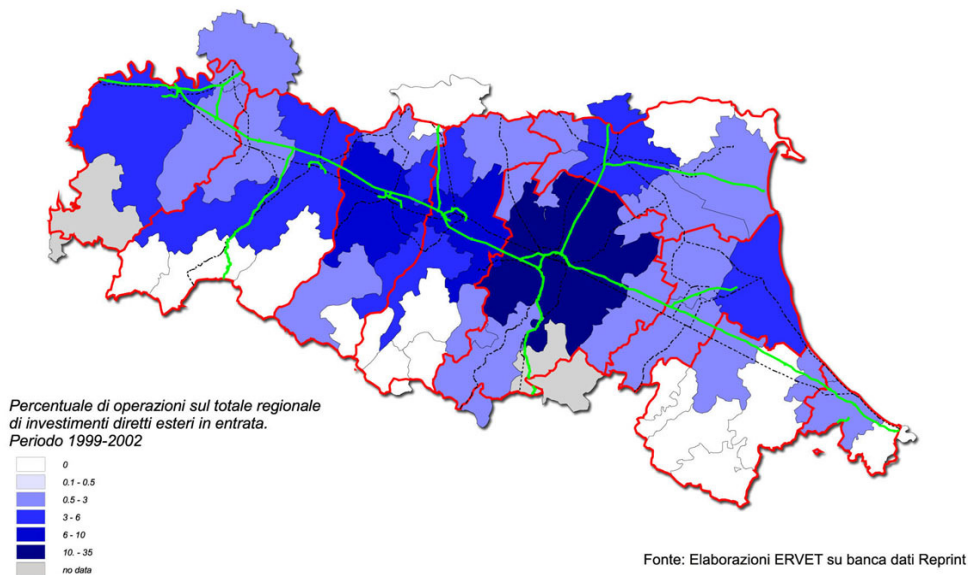 Percentuale di operazioni sul totale regionale
di investimenti diretti esteri in entrata.
Periodo 1999-2002
0
0.1 - 0.5
0.5 - 3
3 - 6
6 - 10
10. - 35
no data
Fonte: Elaborazioni ERVET su banca dati Reprint